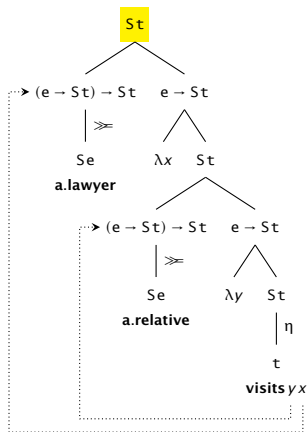 St
(e → St) → St e → St
≫=
Se λx St
a.lawyer
(e → St) → St e → St
≫=
Se λy St
a.relative
η
t
visits y x